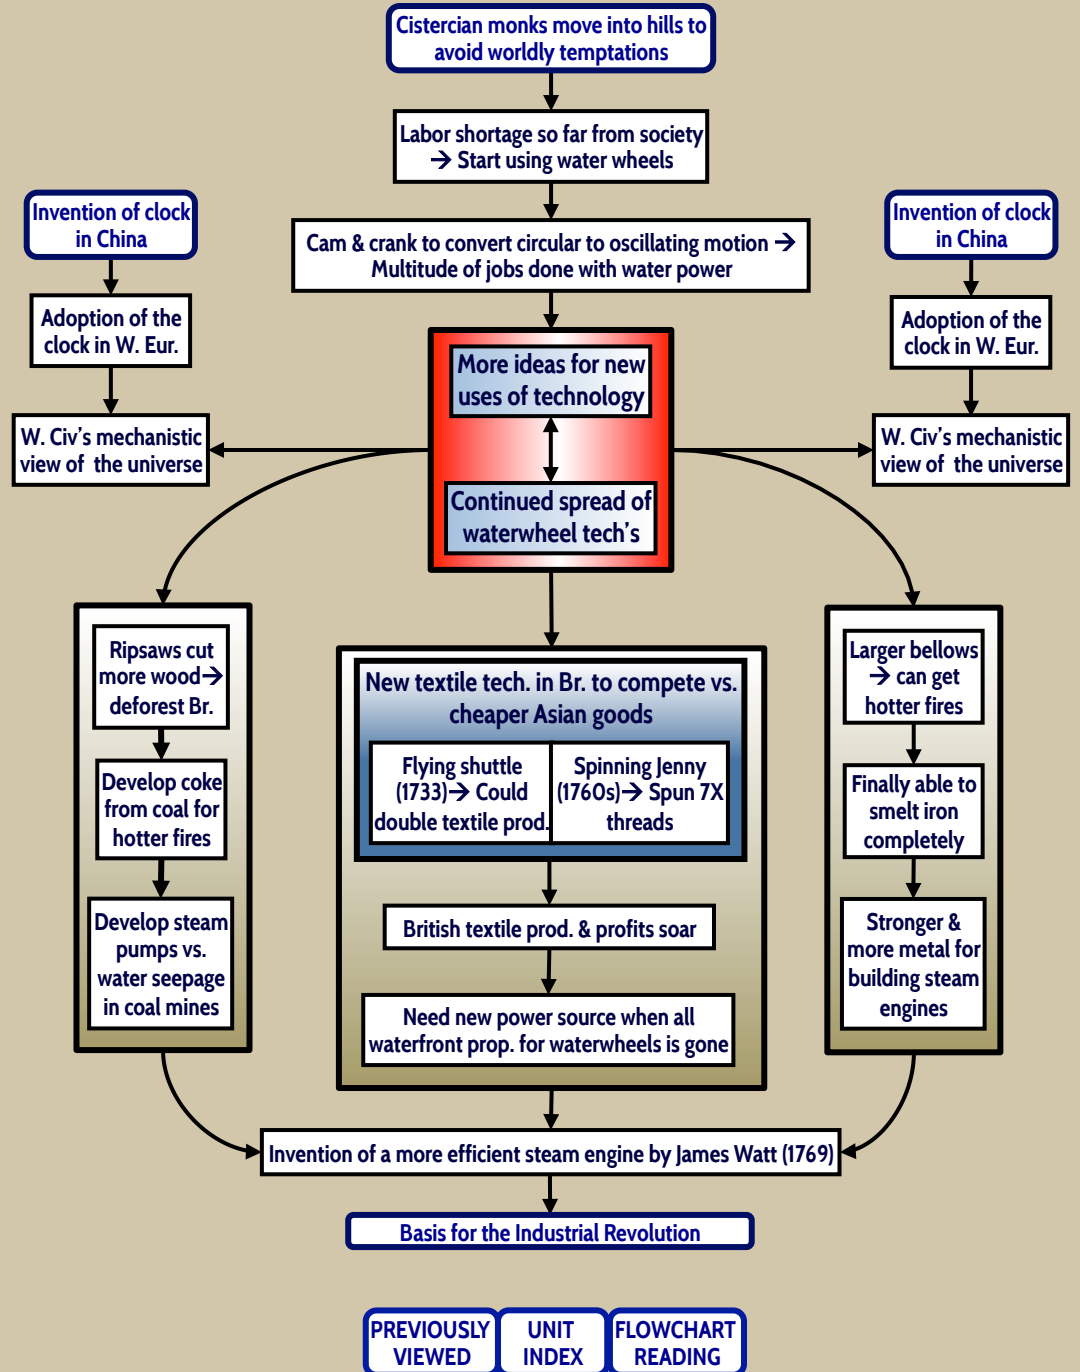 Cistercian monks move into hills to
avoid worldly temptations
Labor shortage so far from society
→ Start using water wheels
Cam & crank to convert circular to oscillating motion →
Multitude of jobs done with water power
Invention of clock
in China
Adoption of the
clock in W. Eur.
W. Civ's mechanistic
view of the universe
More ideas for new
uses of technology
Continued spread of
waterwheel tech's
Invention of clock
in China
Adoption of the
clock in W. Eur.
W. Civ's mechanistic
view of the universe
Ripsaws cut
more wood→
deforest Br.
Develop coke
from coal for
hotter fires
Develop steam
pumps vs.
water seepage
in coal mines
New textile tech. in Br. to compete vs.
cheaper Asian goods
Flying shuttle
(1733)→ Could
double textile prod.
Spinning Jenny
(1760s)→ Spun 7X
threads
British textile prod. & profits soar
Need new power source when all
waterfront prop. for waterwheels is gone
Larger bellows
→ can get
hotter fires
Finally able to
smelt iron
completely
Stronger &
more metal for
building steam
engines
Invention of a more efficient steam engine by James Watt (1769)
Basis for the Industrial Revolution
PREVIOUSLY
VIEWED
UNIT
INDEX
FLOWCHART
READING